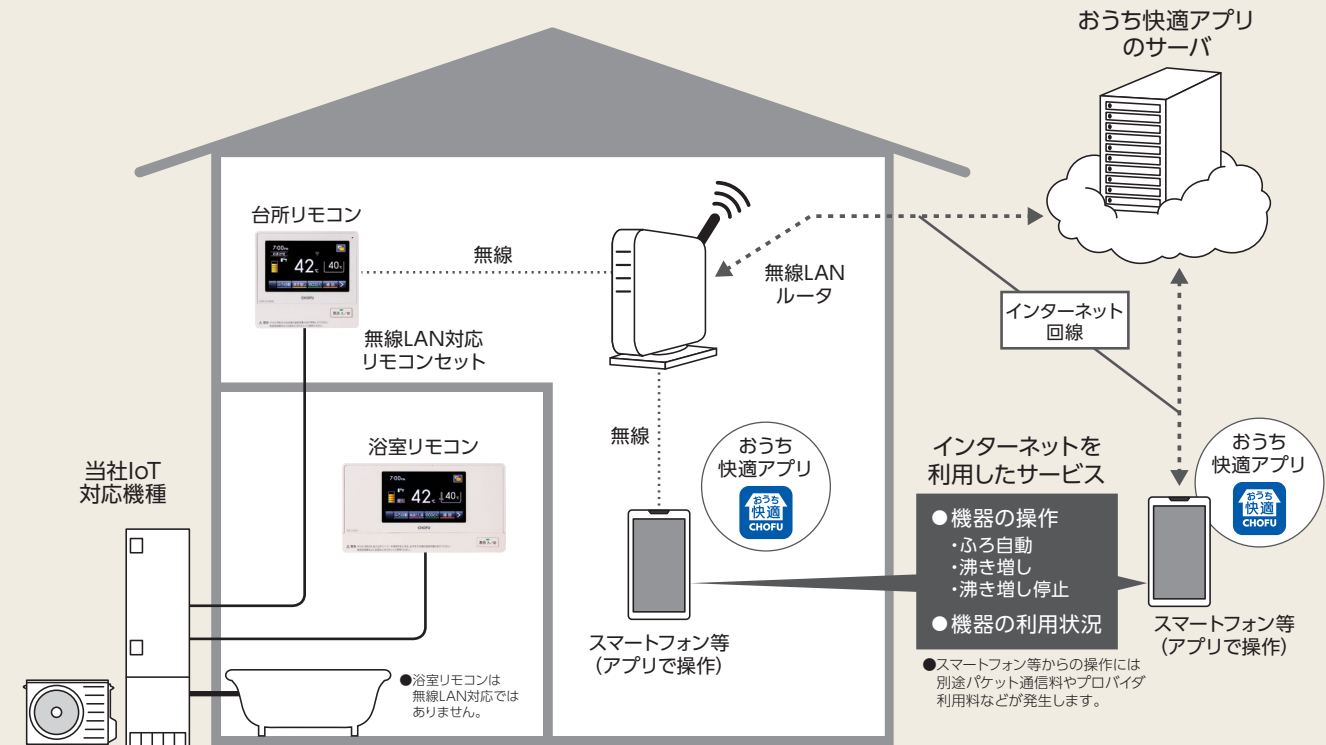 おうち快適アプリ
のサーバ
台所リモコン
7:00
42
40
CHOFU
無線
無線LAN
ルータ
無線LAN対応
リモコンセット
インターネット
回線
浴室リモコン
7:00
42
40
CHOFU
無線
おうち
快適アプリ
おうち
快適
CHOFU
当社IoT
対応機種
インターネットを
利用したサービス
●機器の操作
・ふろ自動
・沸き増し
・沸き増し停止
●機器の利用状況
おうち
快適アプリ
おうち
快適
CHOFU
スマートフォン等
(アプリで操作)
スマートフォン等
(アプリで操作)
●浴室リモコンは
無線LAN対応では
ありません。
●スマートフォン等からの操作には
別途パケット通信料やプロバイダ
利用料などが発生します。